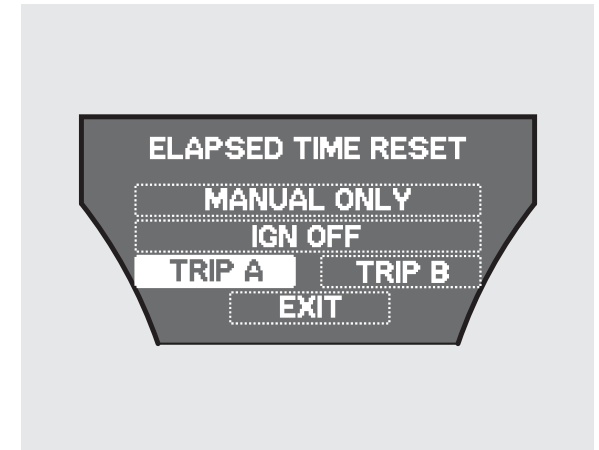 ELAPSED TIME RESET
MANUAL ONLY
IGN OFF
TRIP A TRIP B
EXIT